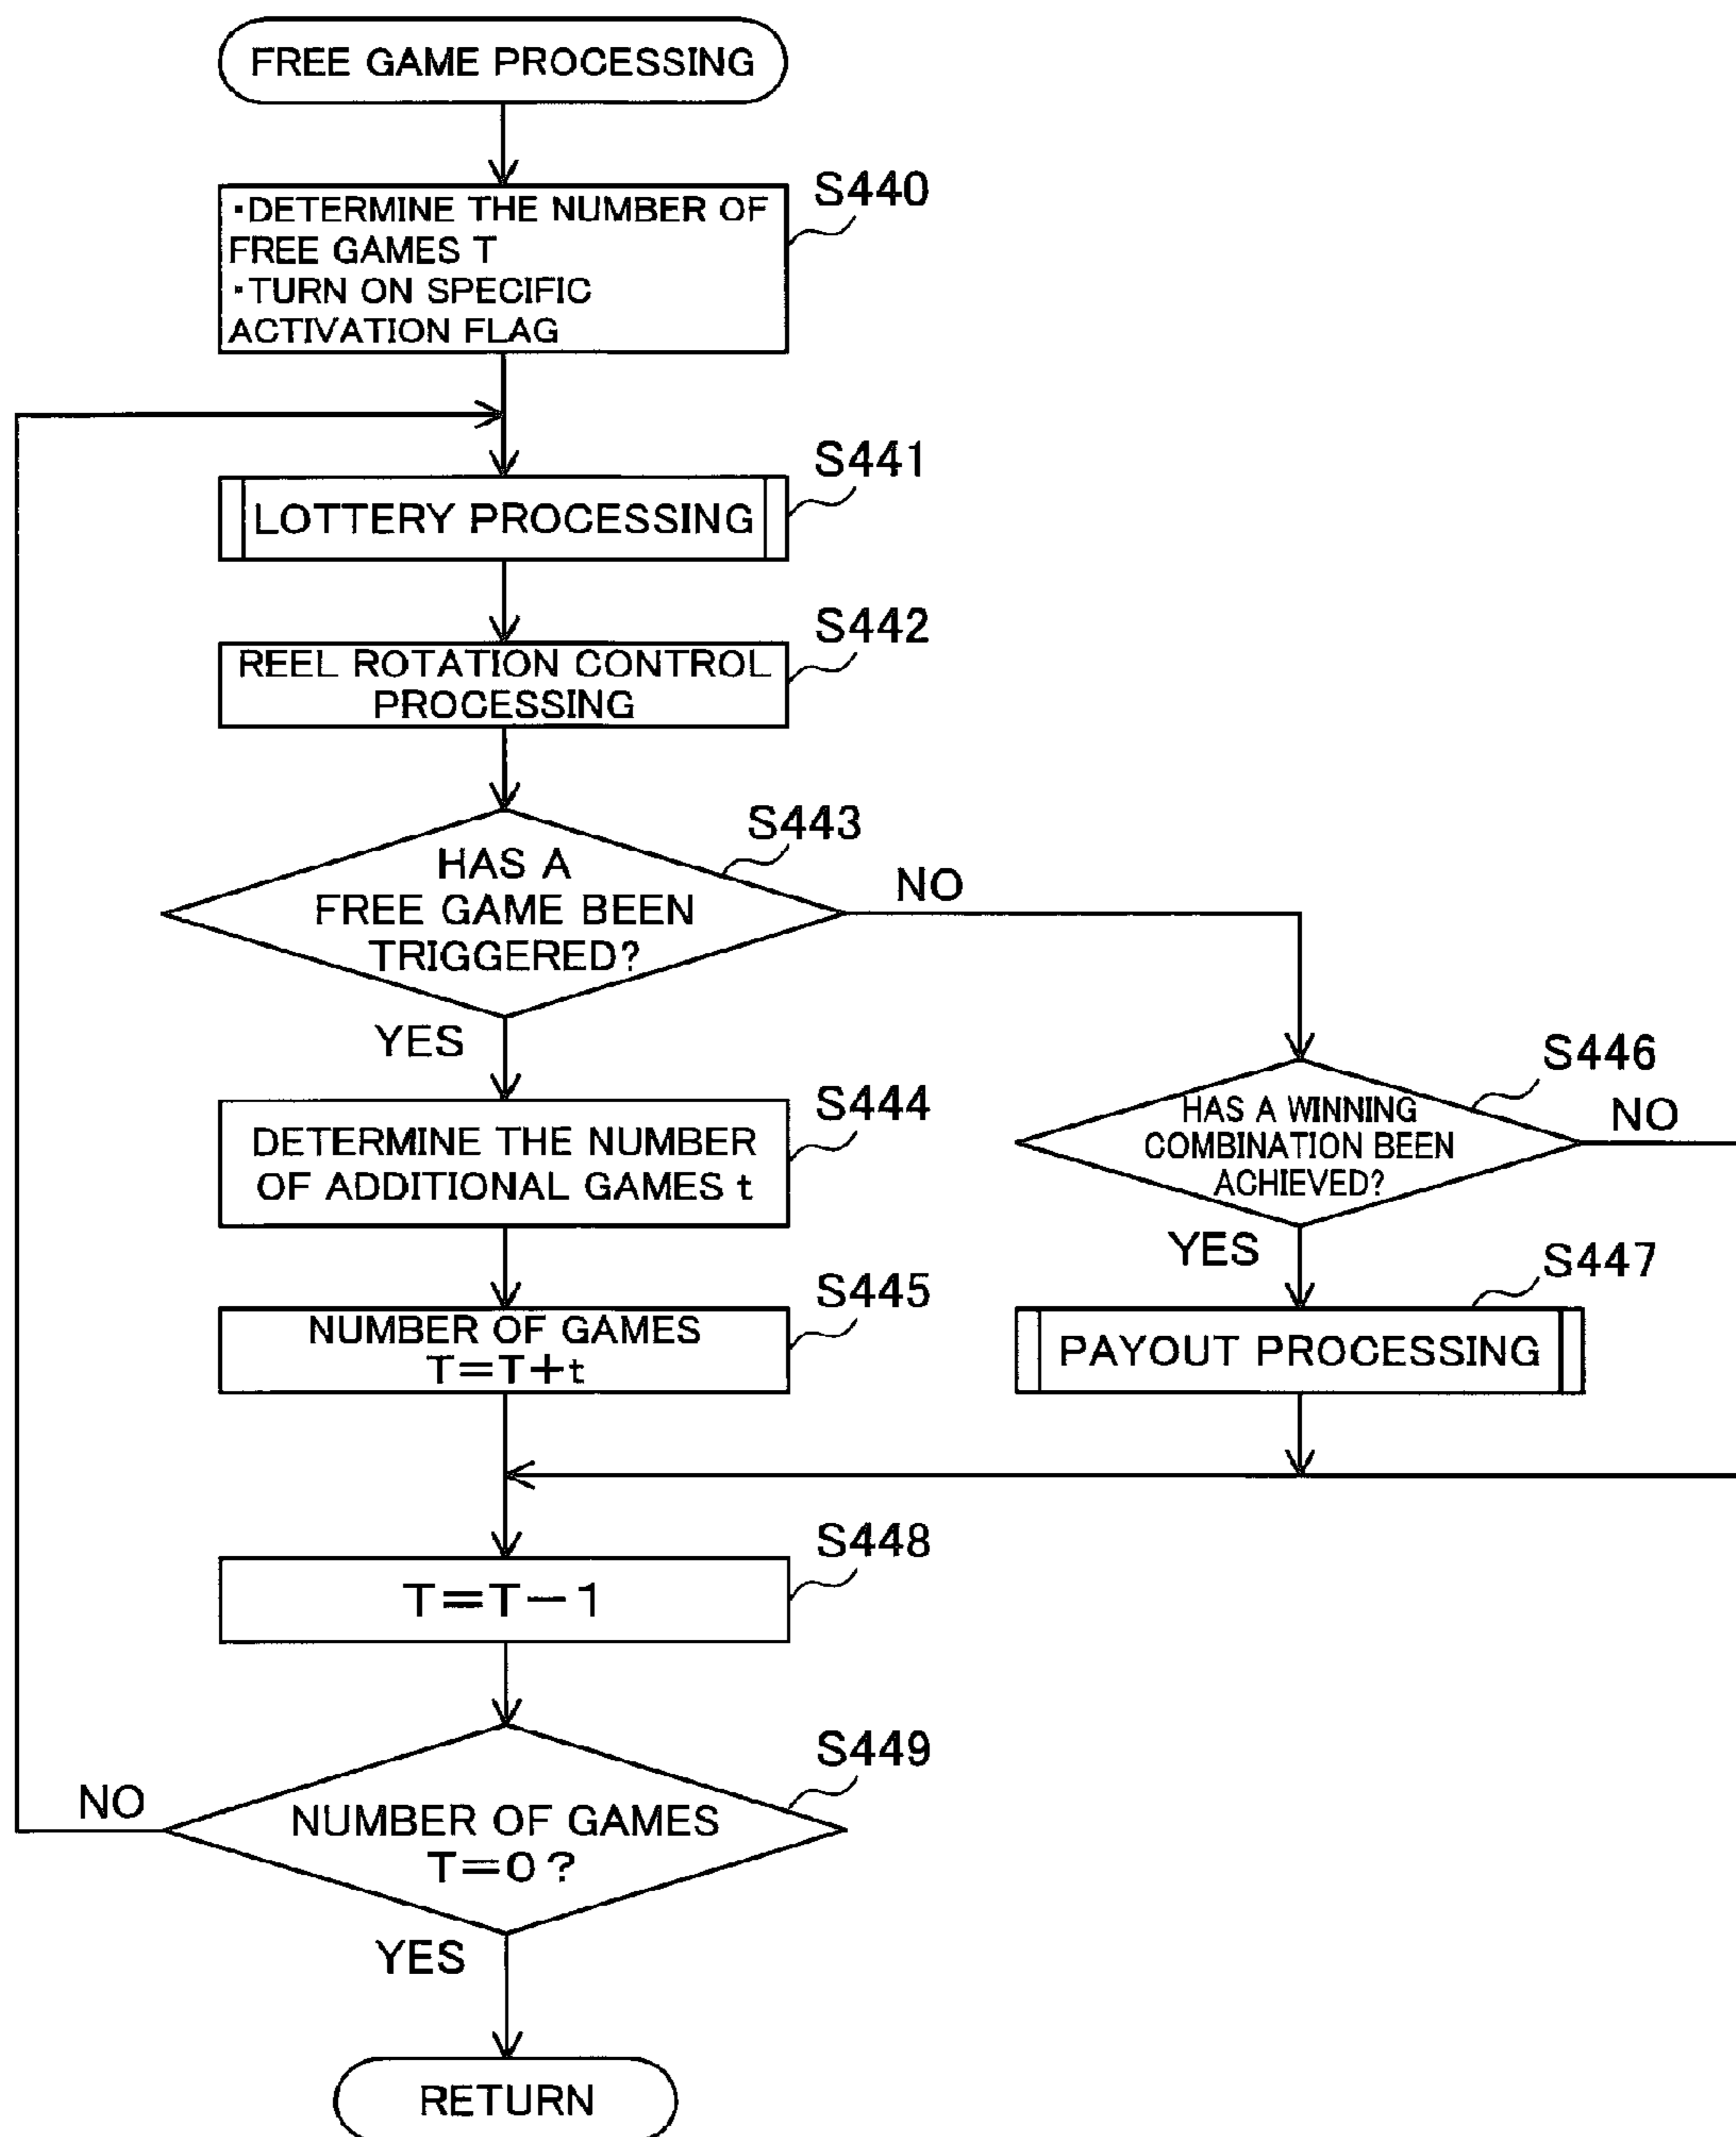 FREE GAME PROCESSING
S440
・DETERMINE THE NUMBER OF
FREE GAMES T
・TURN ON SPECIFIC
ACTIVATION FLAG
S441
LOTTERY PROCESSING
S442
REEL ROTATION CONTROL
PROCESSING
S443
HAS A
FREE GAME BEEN
TRIGGERED?
NO
YES
S444
DETERMINE THE NUMBER
OF ADDITIONAL GAMES t
S445
NUMBER OF GAMES
T=T+t
S446
HAS A WINNING
COMBINATION BEEN
ACHIEVED?
NO
YES
S447
PAYOUT PROCESSING
S448
T=T-1
S449
NUMBER OF GAMES
T=0?
NO
YES
RETURN